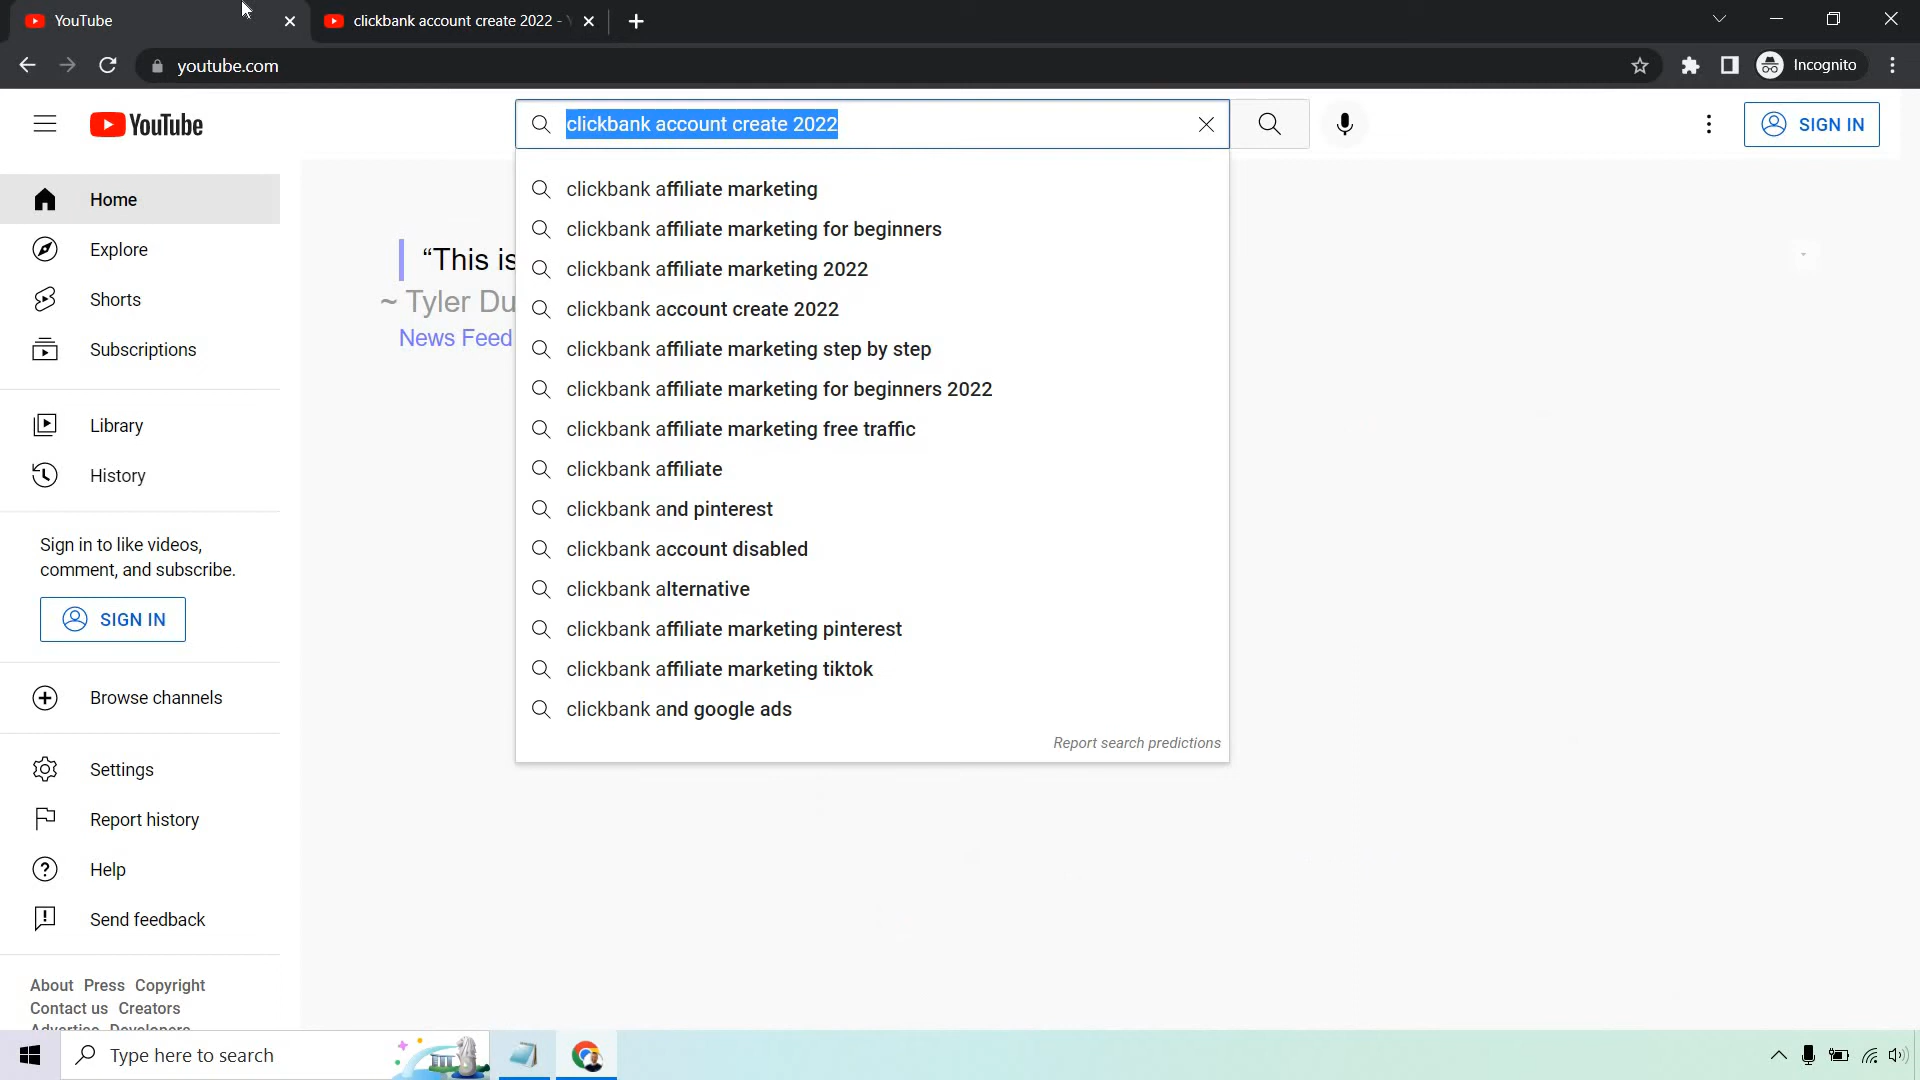 YouTube
clickbank account create 2022 -
youtube.com
Incognito
YouTube
clickbank account create 2022
SIGN IN
Home
Explore
Shorts
Subscriptions
Library
History
Sign in to like videos,
comment, and subscribe.
SIGN IN
Browse channels
Settings
Report history
Help
Send feedback
About Press Copyright
Contact us Creators
Advertise Developers
“This is
~ Tyler Du
News Feed
clickbank affiliate marketing
clickbank affiliate marketing for beginners
clickbank affiliate marketing 2022
clickbank account create 2022
clickbank affiliate marketing step by step
clickbank affiliate marketing for beginners 2022
clickbank affiliate marketing free traffic
clickbank affiliate
clickbank and pinterest
clickbank account disabled
clickbank alternative
clickbank affiliate marketing pinterest
clickbank affiliate marketing tiktok
clickbank and google ads
Report search predictions
Type here to search